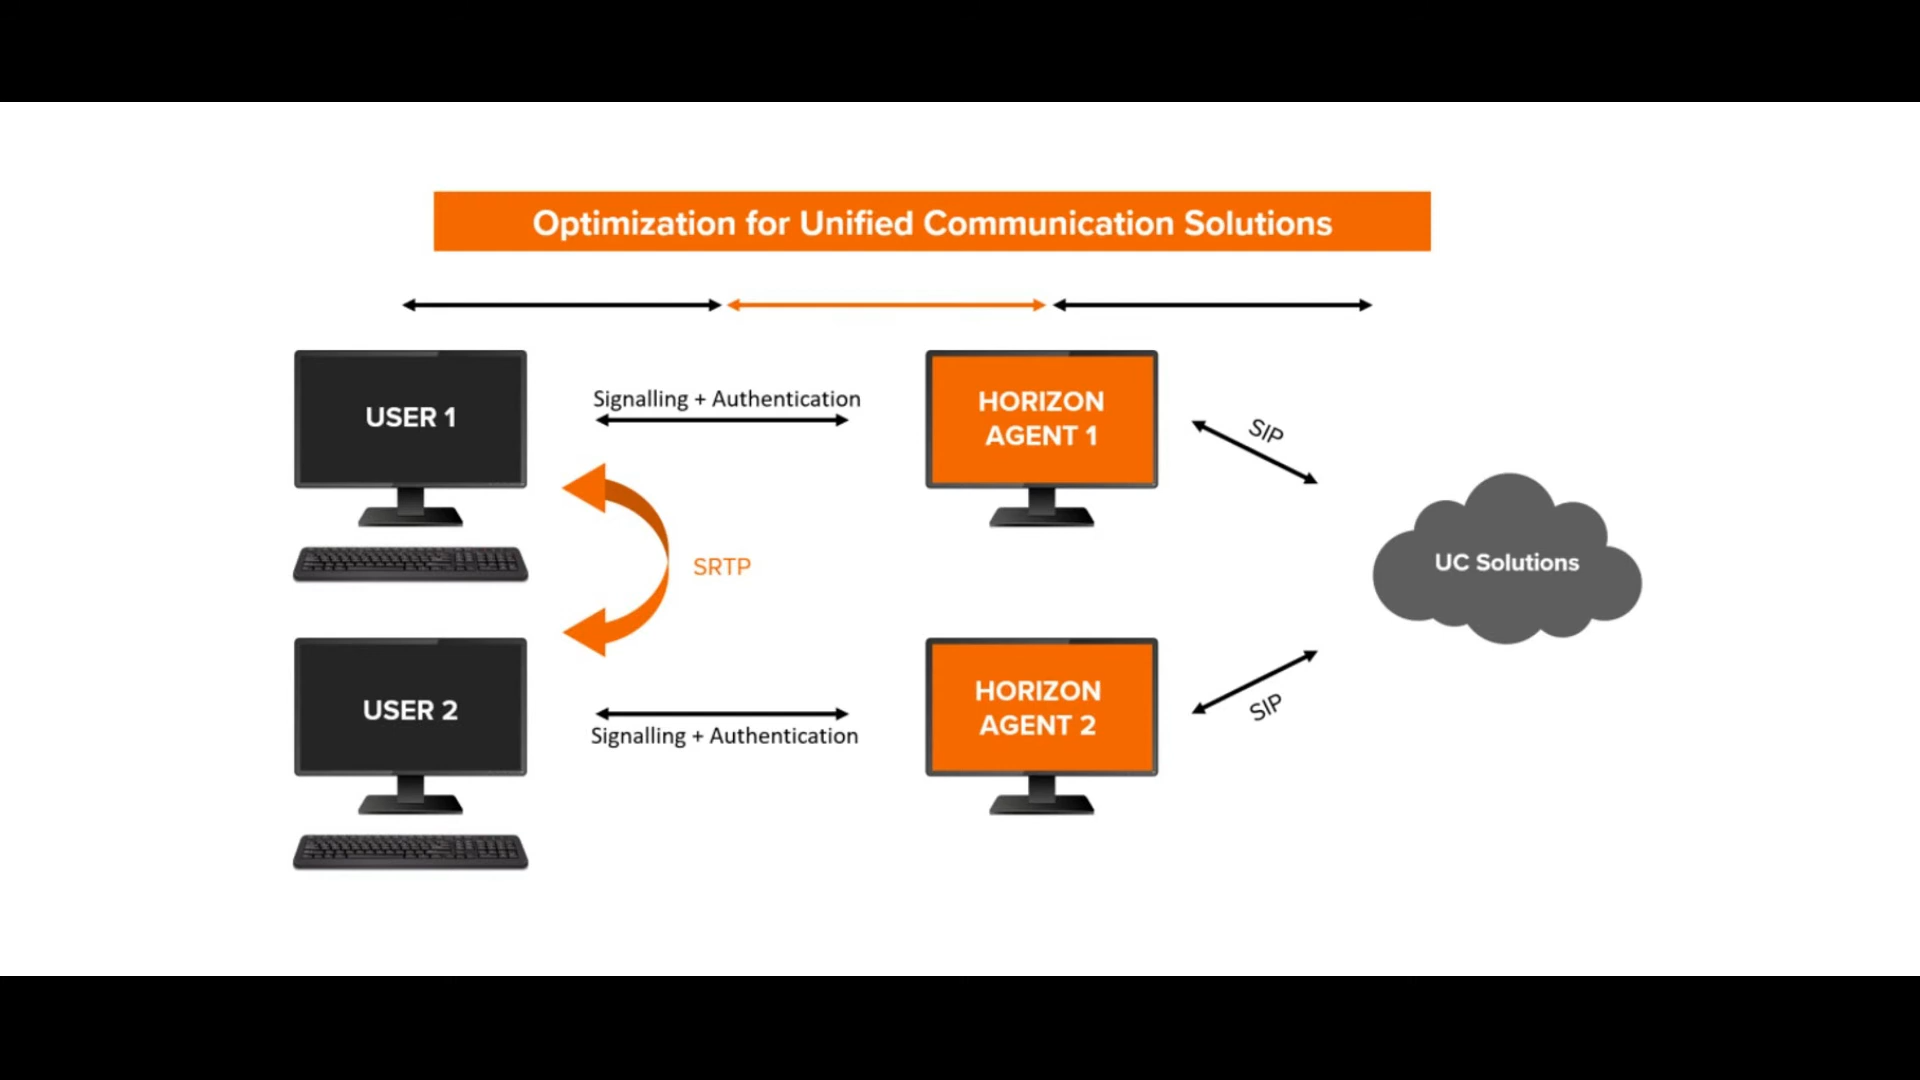 Optimization for Unified Communication Solutions
USER 1
Signalling + Authentication
HORIZON
AGENT 1
SIP
SRTP
UC Solutions
USER 2
Signalling + Authentication
HORIZON
AGENT 2
SIP